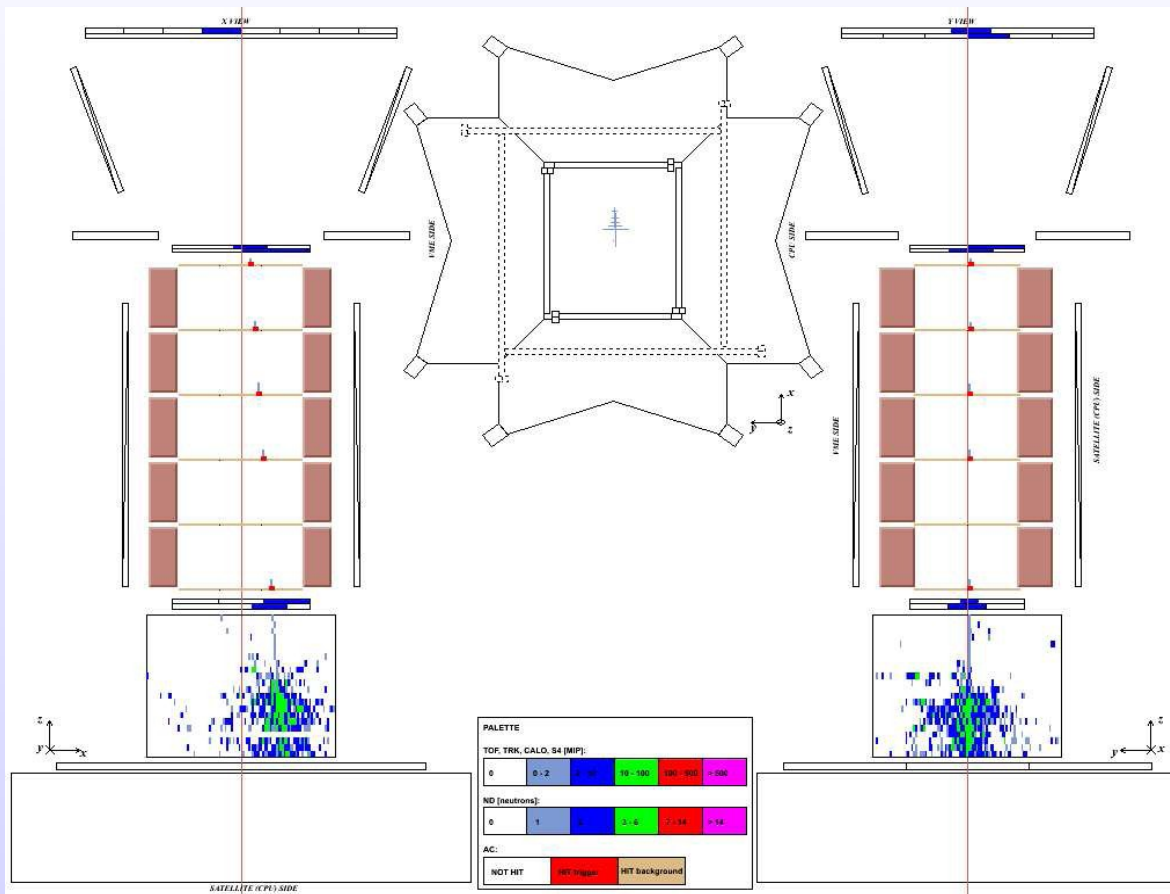 X VIEW
Y VIEW
VME SIDE
CPU SIDE
x
y
z
VME SIDE
SATELLITE (CPU) SIDE
z
y
x
z
y
x
PALETTE
TOF, TRK, CALO, S4 [MIP]:
0 0 - 2 10 - 100 > 500
ND [neutrons]:
0 1 3 - 6 > 14
AC:
NOT HIT HIT trigger HIT background
SATELLITE (CPU) SIDE